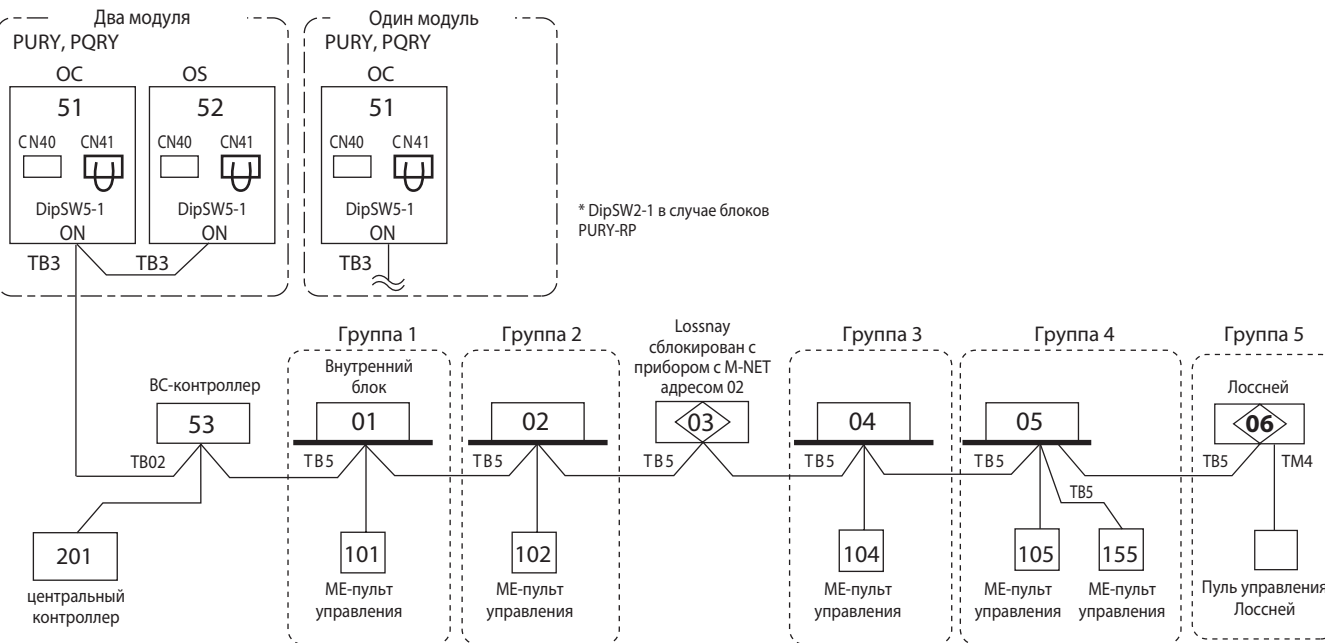 Два модуля
PURY, PQRY
OC
OS
51
52
CN40
CN41
CN40
CN41
DipSW5-1
ON
DipSW5-1
ON
TB3
TB3
Один модуль
PURY, PQRY
OC
51
CN40
CN41
DipSW5-1
ON
TB3
* DipSW2-1 в случае блоков
PURY-RP
BC-контроллер
53
TB02
201
центральный
контроллер
Группа 1
Внутренний
блок
01
TB5
101
МЕ-пульт
управления
Группа 2
02
TB5
102
МЕ-пульт
управления
Lossnay
сблокирован с
прибором с M-NET
адресом 02
03
TB5
Группа 3
04
TB5
104
МЕ-пульт
управления
Группа 4
05
TB5
TB5
105
155
МЕ-пульт
управления
МЕ-пульт
управления
Группа 5
Лоссней
06
TB5
TM4
Пуль управления
Лоссней